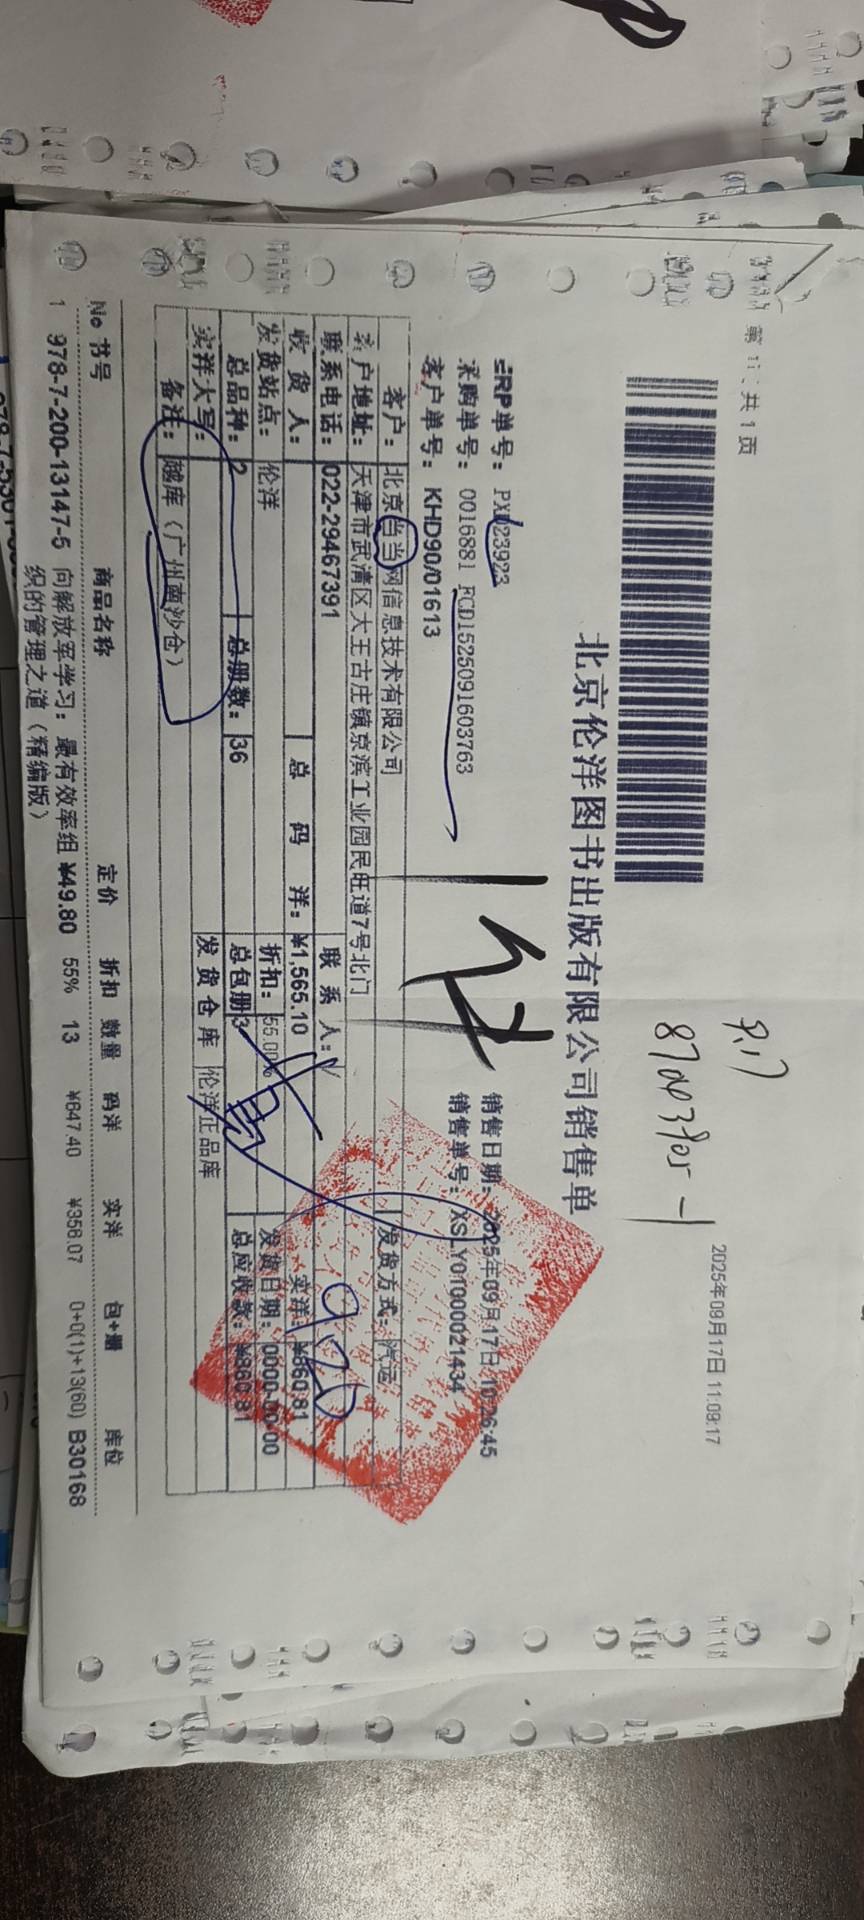 第 1 : 共 1 页
2025年09月17日 11:09:17
9.17
北京伦洋图书出版有限公司销售单
ERP单号： PXD23923
销售日期： 2025年09月17日 10:26:45
采购单号： 0016881 FCD1525091603763
销售单号： XS_Y01000021434
客户单号： KHD90/01613
1件
客户： 北京当当网信息技术有限公司 发货方式： 汽运
客户地址： 天津市武清区大王古庄镇京滨工业园民旺道7号北门
联系电话： 022-29467391 联 系 人：
收 货 人： 总 码 洋： ¥1,565.10 实洋： ¥860.81
发货站点： 伦洋 折扣： 55.00% 发货日期： 0000-00-00
总品种： 2 总册数： 36 总包册 3 总应收款： ¥860.81
实洋大写： 发货仓库 伦洋正品库
备注： 越库（广州南沙仓）
9.20
No 书号 商品名称 定价 折扣 数量 码洋 实洋 包+册 库位
1 978-7-200-13147-5 向解放军学习：最有效率组 ¥49.80 55% 13 ¥647.40 ¥356.07 0+0(1)+13(60) B30168
织的管理之道（精编版）